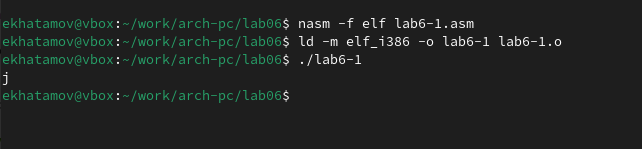 ekhatamov@vbox:~/work/arch-pc/lab06$ nasm -f elf lab6-1.asm
ekhatamov@vbox:~/work/arch-pc/lab06$ ld -m elf_i386 -o lab6-1 lab6-1.o
ekhatamov@vbox:~/work/arch-pc/lab06$ ./lab6-1
j
ekhatamov@vbox:~/work/arch-pc/lab06$